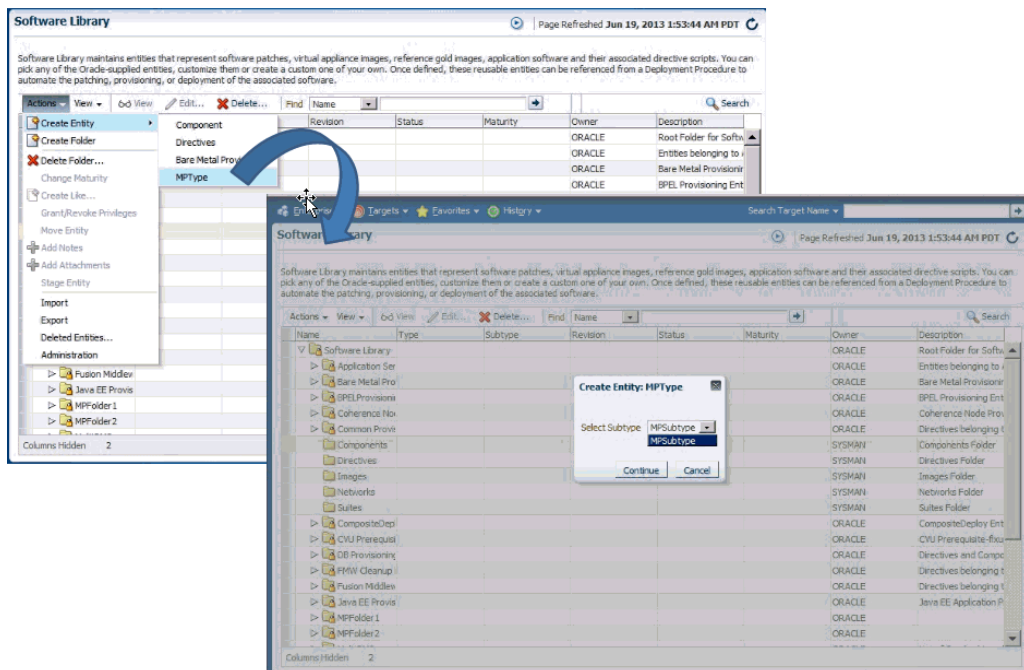 Software Library
Page Refreshed Jun 19, 2013 1:53:44 AM PDT
Software Library maintains entities that represent software patches, virtual appliance images, reference gold images, application software and their associated directive scripts. You can
pick any of the Oracle-supplied entities, customize them or create a custom one of your own. Once defined, these reusable entities can be referenced from a Deployment Procedure to
automate the patching, provisioning, or deployment of the associated software.
Actions View View Edit... Delete... Find Name Search
Revision Status Maturity Owner Description
Create Entity
Create Folder
Delete Folder...
Change Maturity
Create Like...
Grant/Revoke Privileges
Move Entity
Add Notes
Add Attachments
Stage Entity
Import
Export
Deleted Entities...
Administration
Component
Directives
Bare Metal
MPType
ORACLE Root Folder for Softw
ORACLE Entities belonging to
ORACLE Bare Metal Provisionir
ORACLE BPEL Provisioning Ent
Fusion Middlew
Java EE Provis
MPFolder1
MPFolder2
Columns Hidden 2
Targets Favorites History Search Target Name
Software
Page Refreshed Jun 19, 2013 1:53:44 AM PDT
Software Library maintains entities that represent software patches, virtual appliance images, reference gold images, application software and their associated directive scripts. You can
pick any of the Oracle-supplied entities, customize them or create a custom one of your own. Once defined, these reusable entities can be referenced from a Deployment Procedure to
automate the patching, provisioning, or deployment of the associated software.
Actions View View Edit... Delete... Find Name Search
Name Type Subtype Revision Status Maturity Owner Description
Software Library ORACLE Root Folder for Softw
Application Ser ORACLE Entities belonging to
Bare Metal Pro ORACLE Bare Metal Provisionir
BPELProvisioni ORACLE BPEL Provisioning Ent
Coherence No ORACLE Coherence Node Prov
Common Provis ORACLE Directives belonging t
Components SYSMAN Components Folder
Directives SYSMAN Directives Folder
Images SYSMAN Images Folder
Networks SYSMAN Networks Folder
Suites SYSMAN Suites Folder
CompositeDep ORACLE CompositeDeploy Ent
CVU Prerequisi ORACLE CVU Prerequisite-fixu
DB Provisioning ORACLE Directives and Compo
FMW Cleanup ORACLE Directives belonging t
Fusion Middlew ORACLE Directives belonging t
Java EE Provis ORACLE Java EE Application P
MPFolder1 ORACLE
MPFolder2 ORACLE
Columns Hidden 2
Create Entity: MPType
Select Subtype MPSubtype
MPSubtype
Continue Cancel